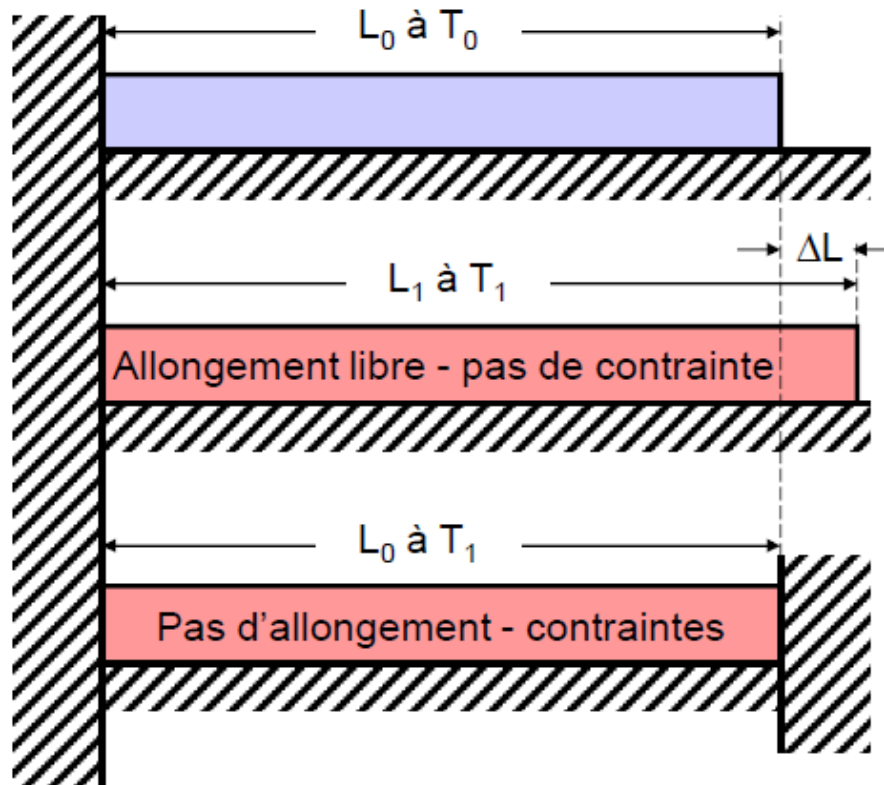 L₀ à T₀
ΔL
L₁ à T₁
Allongement libre - pas de contrainte
L₀ à T₁
Pas d'allongement - contraintes